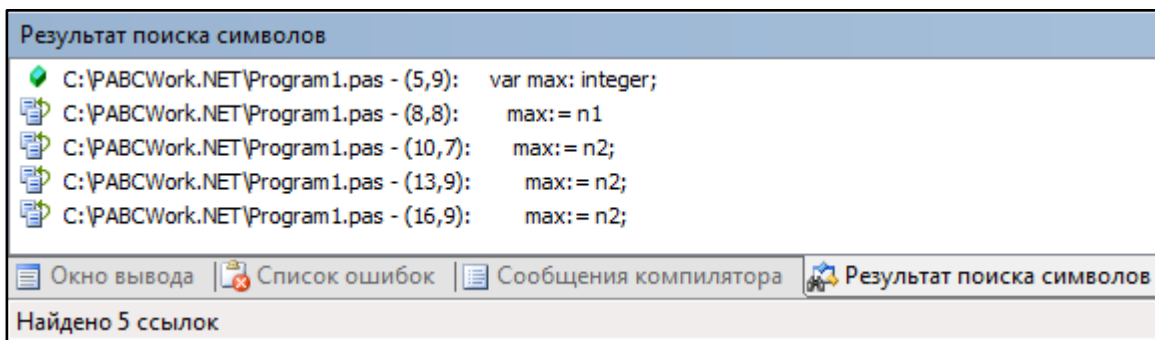 Результат поиска символов
C:\PABCWork.NET\Program1.pas - (5,9): var max: integer;
C:\PABCWork.NET\Program1.pas - (8,8): max:= n1
C:\PABCWork.NET\Program1.pas - (10,7): max:= n2;
C:\PABCWork.NET\Program1.pas - (13,9): max:= n2;
C:\PABCWork.NET\Program1.pas - (16,9): max:= n2;
Окно вывода Список ошибок Сообщения компилятора Результат поиска символов
Найдено 5 ссылок